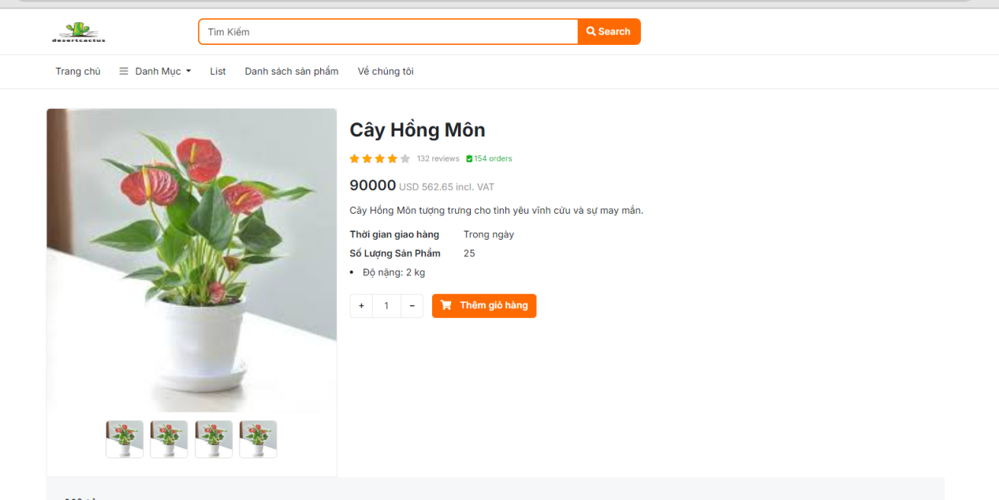 desertcactus
Tìm Kiếm
Search
Trang chủ Danh Mục List Danh sách sản phẩm Về chúng tôi
Cây Hồng Môn
132 reviews 154 orders
90000 USD 562.65 incl. VAT
Cây Hồng Môn tượng trưng cho tình yêu vĩnh cửu và sự may mắn.
Thời gian giao hàng Trong ngày
Số Lượng Sản Phẩm 25
• Độ nặng: 2 kg
+ 1 −
Thêm giỏ hàng